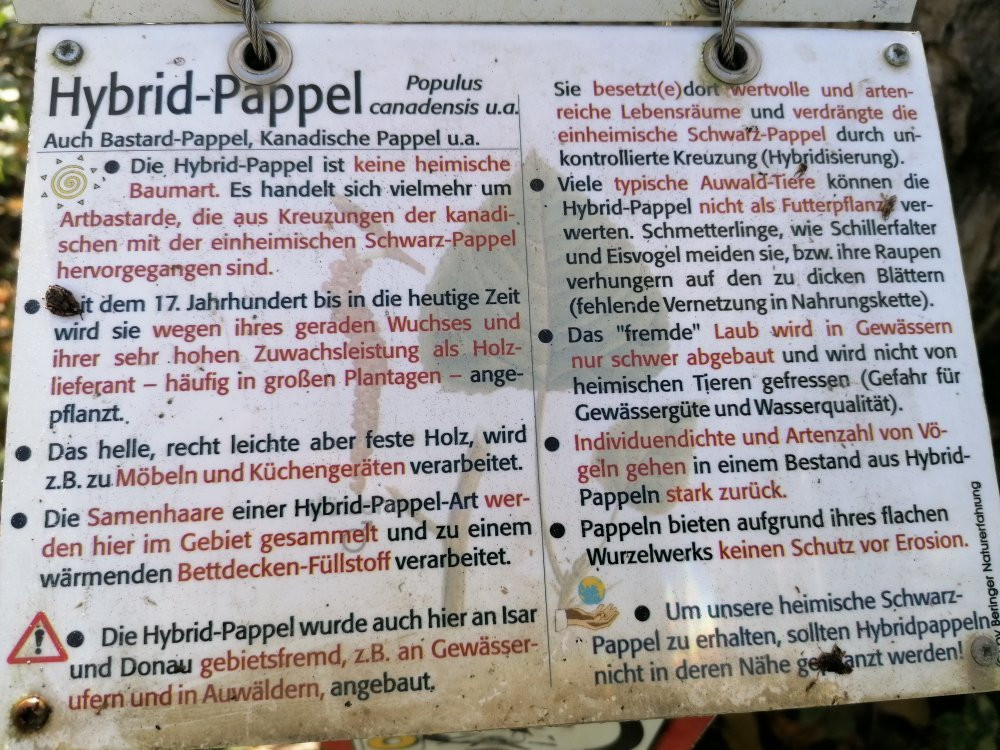 Hybrid-Pappel
Populus
canadensis u.a.
Auch Bastard-Pappel, Kanadische Pappel u.a.
● Die Hybrid-Pappel ist keine heimische
Baumart. Es handelt sich vielmehr um
Artbastarde, die aus Kreuzungen der kanadi-
schen mit der einheimischen Schwarz-Pappel
hervorgegangen sind.
● it dem 17. Jahrhundert bis in die heutige Zeit
wird sie wegen ihres geraden Wuchses und
ihrer sehr hohen Zuwachsleistung als Holz-
lieferant – häufig in großen Plantagen – ange-
pflanzt.
● Das helle, recht leichte aber feste Holz, wird
z.B. zu Möbeln und Küchengeräten verarbeitet.
● Die Samenhaare einer Hybrid-Pappel-Art wer-
den hier im Gebiet gesammelt und zu einem
wärmenden Bettdecken-Füllstoff verarbeitet.
● Die Hybrid-Pappel wurde auch hier an Isar
und Donau gebietsfremd, z.B. an Gewässer-
ufern und in Auwäldern, angebaut.
Sie besetzt(e) dort wertvolle und arten-
reiche Lebensräume und verdrängte die
einheimische Schwarz-Pappel durch un-
kontrollierte Kreuzung (Hybridisierung).
● Viele typische Auwald-Tiere können die
Hybrid-Pappel nicht als Futterpflanze ver-
werten. Schmetterlinge, wie Schillerfalter
und Eisvogel meiden sie, bzw. ihre Raupen
verhungern auf den zu dicken Blättern
(fehlende Vernetzung in Nahrungskette).
● Das "fremde" Laub wird in Gewässern
nur schwer abgebaut und wird nicht von
heimischen Tieren gefressen (Gefahr für
Gewässergüte und Wasserqualität).
● Individuendichte und Artenzahl von Vö-
geln gehen in einem Bestand aus Hybrid-
Pappeln stark zurück.
● Pappeln bieten aufgrund ihres flachen
Wurzelwerks keinen Schutz vor Erosion.
● Um unsere heimische Schwarz-
Pappel zu erhalten, sollten Hybridpappeln
nicht in deren Nähe gepflanzt werden!
Beringer Naturerfahrung